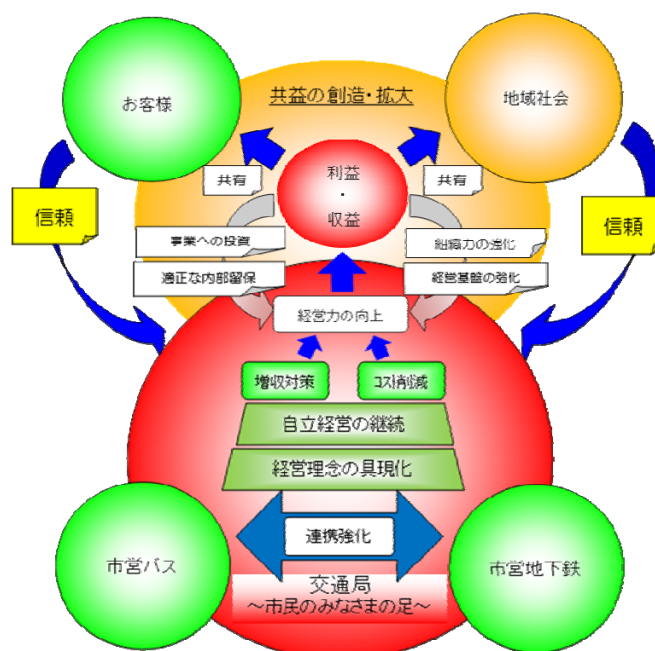 共益の創造・拡大
お客様
地域社会
共有
利益
・
収益
共有
信頼
信頼
事業への投資
組織力の強化
適正な内部留保
経営基盤の強化
経営力の向上
増収対策
コスト削減
自立経営の継続
経営理念の具現化
連携強化
市営バス
市営地下鉄
交通局
～市民のみなさまの足～